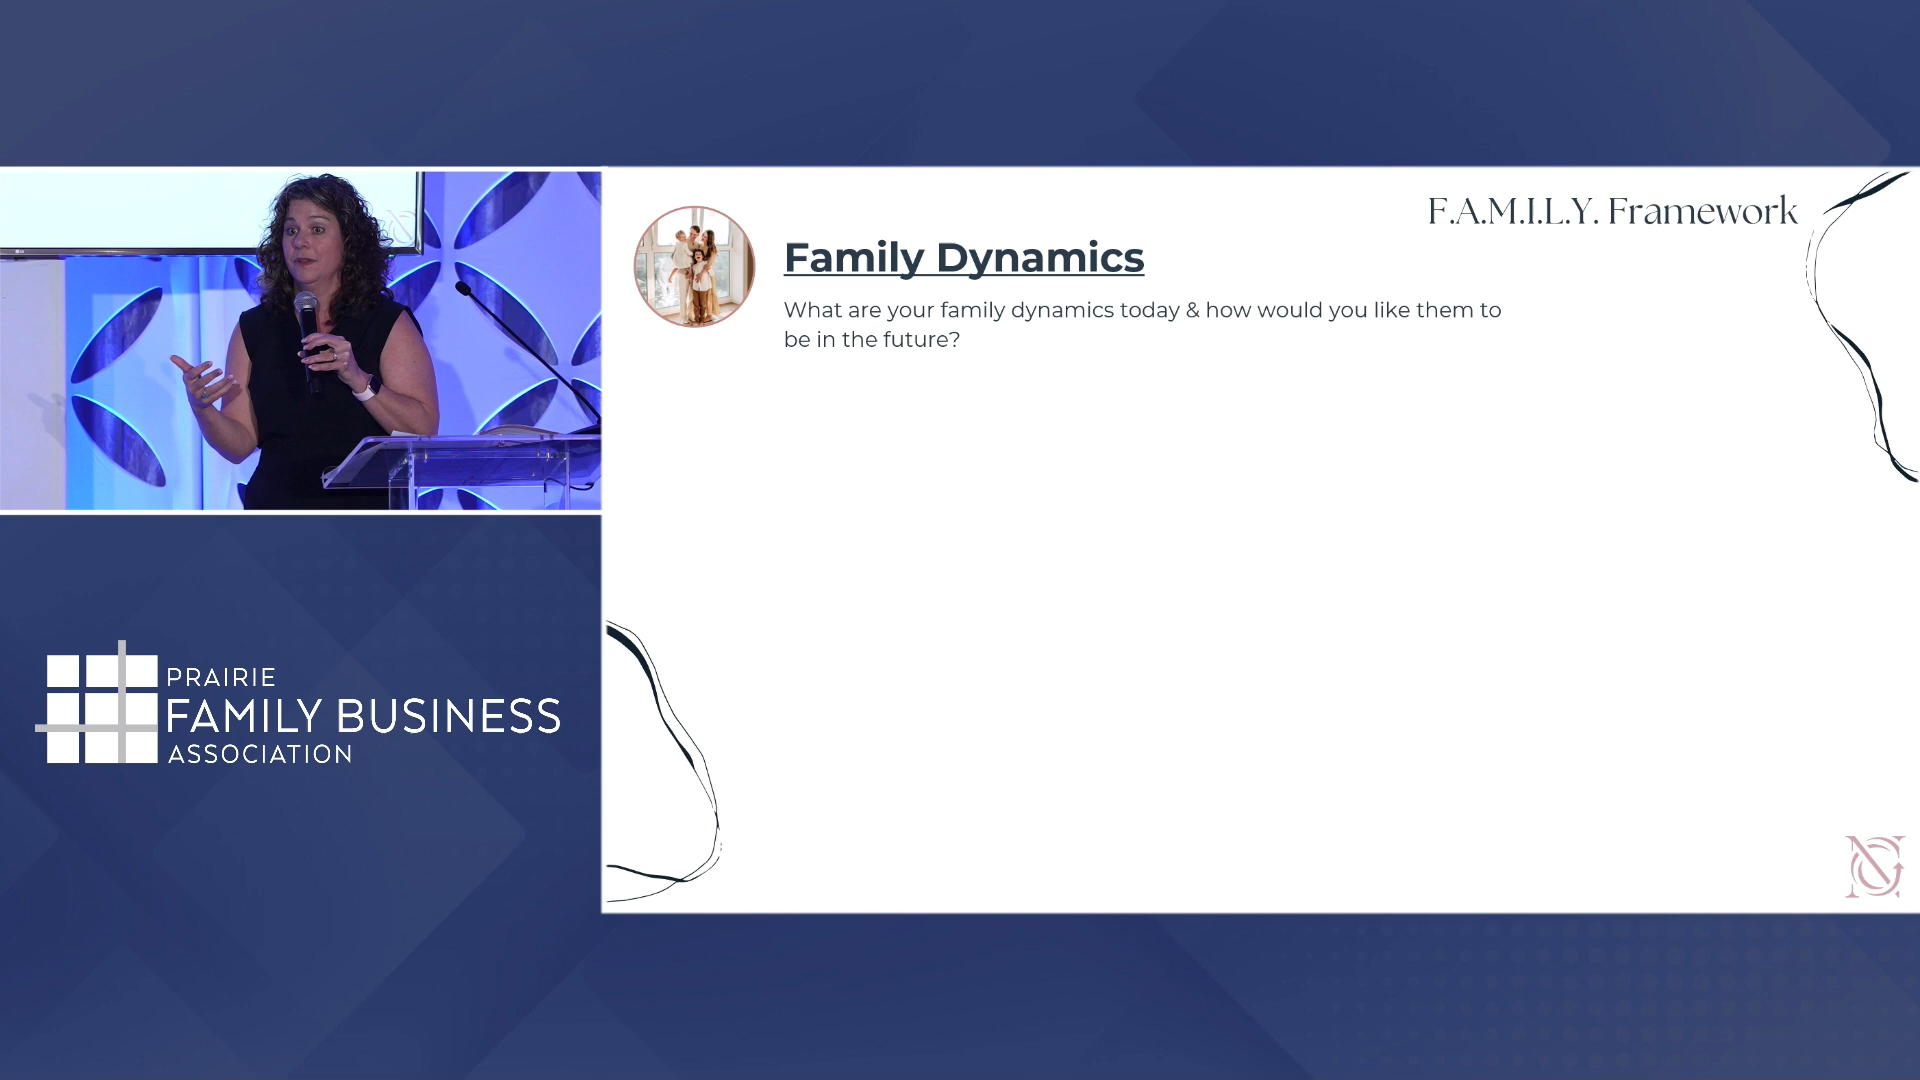 F.A.M.I.L.Y. Framework
Family Dynamics
What are your family dynamics today & how would you like them to
be in the future?
PRAIRIE
FAMILY BUSINESS
ASSOCIATION